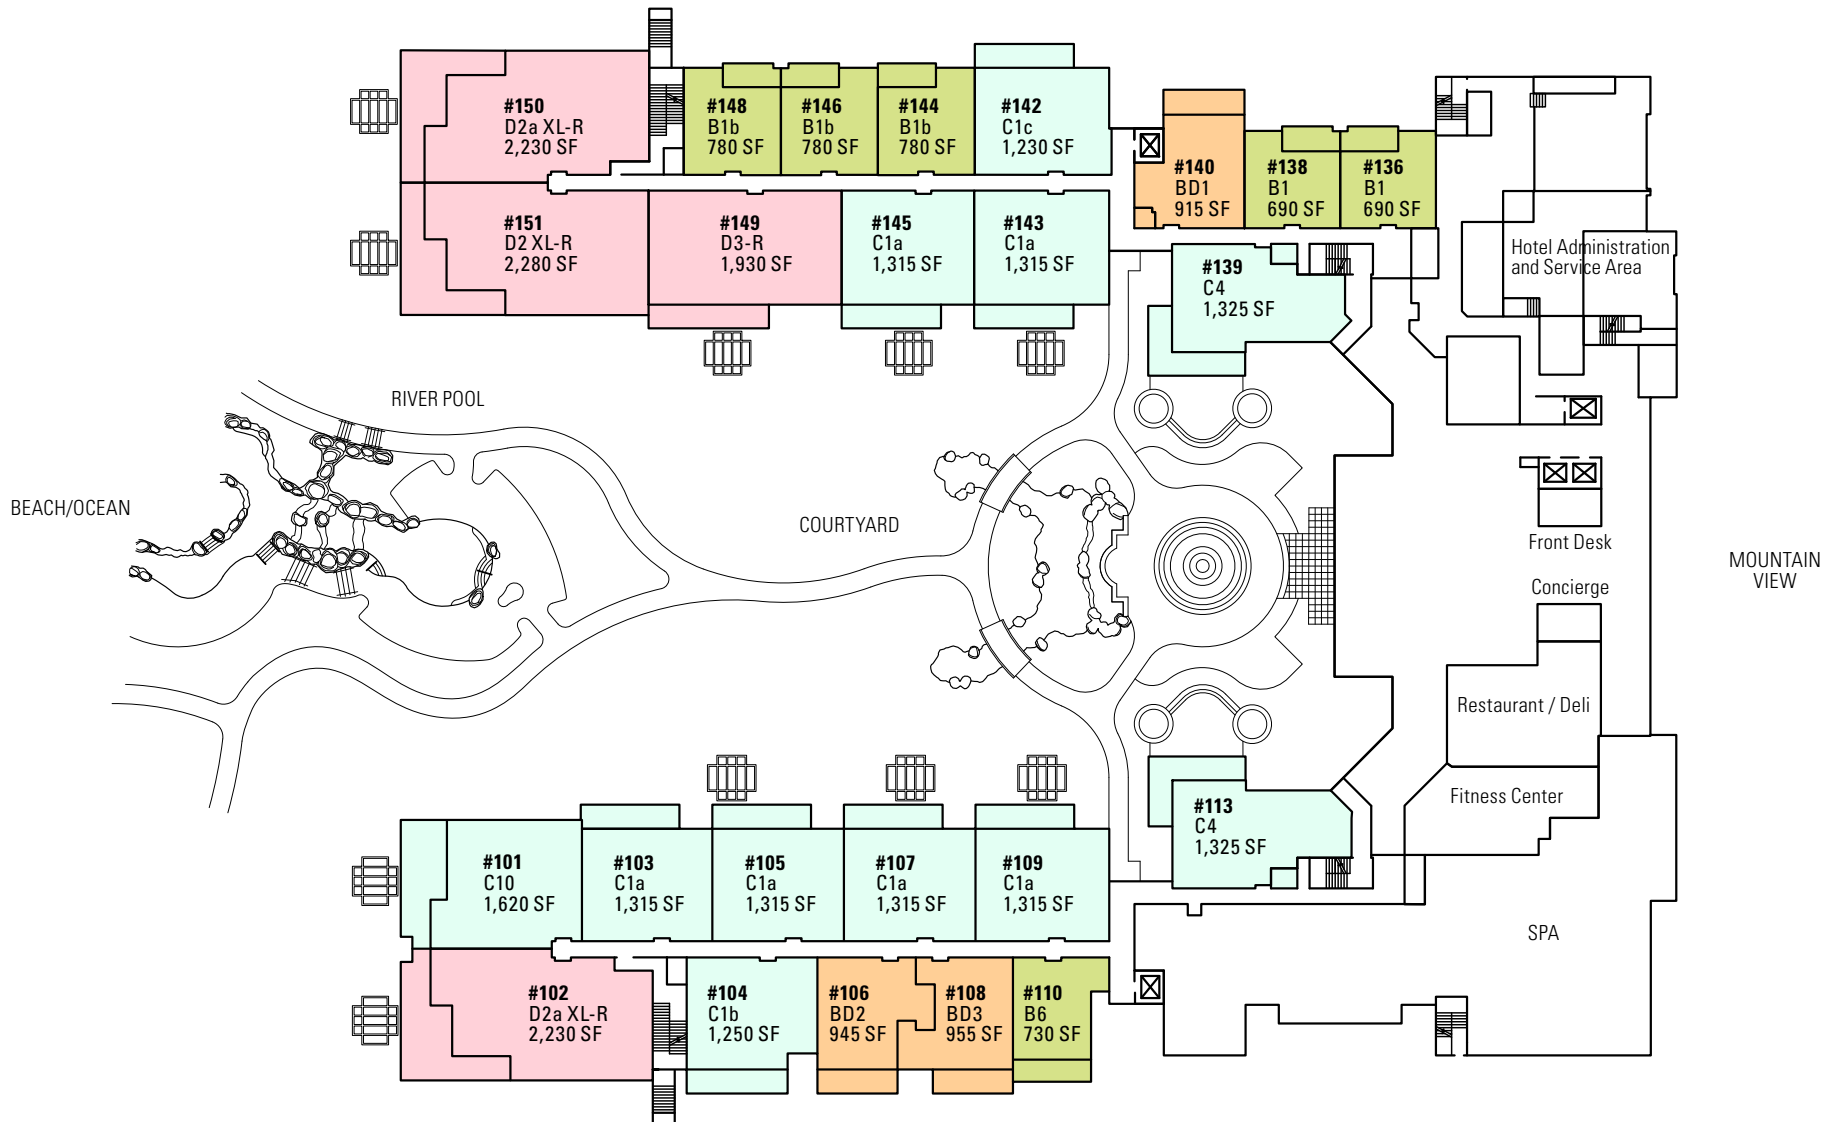 #150
D2a XL-R
2,230 SF
#148
B1b
780 SF
#146
B1b
780 SF
#144
B1b
780 SF
#142
C1c
1,230 SF
#140
BD1
915 SF
#138
B1
690 SF
#136
B1
690 SF
#151
D2 XL-R
2,280 SF
#149
D3-R
1,930 SF
#145
C1a
1,315 SF
#143
C1a
1,315 SF
#139
C4
1,325 SF
Hotel Administration
and Service Area
RIVER POOL
BEACH/OCEAN
COURTYARD
Front Desk
MOUNTAIN
VIEW
Concierge
Restaurant / Deli
Fitness Center
#113
C4
1,325 SF
#101
C10
1,620 SF
#103
C1a
1,315 SF
#105
C1a
1,315 SF
#107
C1a
1,315 SF
#109
C1a
1,315 SF
SPA
#102
D2a XL-R
2,230 SF
#104
C1b
1,250 SF
#106
BD2
945 SF
#108
BD3
955 SF
#110
B6
730 SF